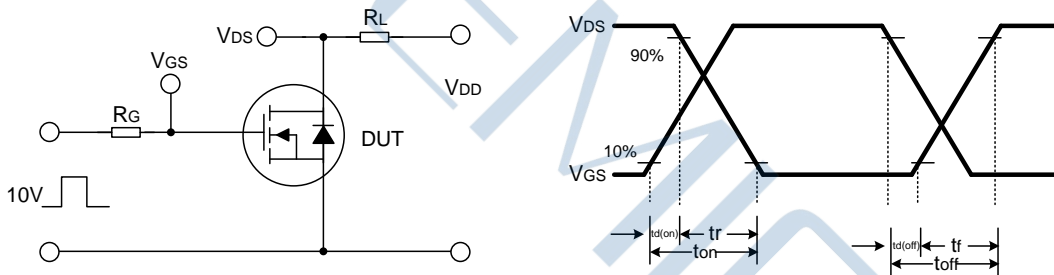 VDS
RL
VGS
RG
VDD
DUT
10V
VDS
90%
10%
VGS
td(on)
tr
ton
td(off)
tf
toff